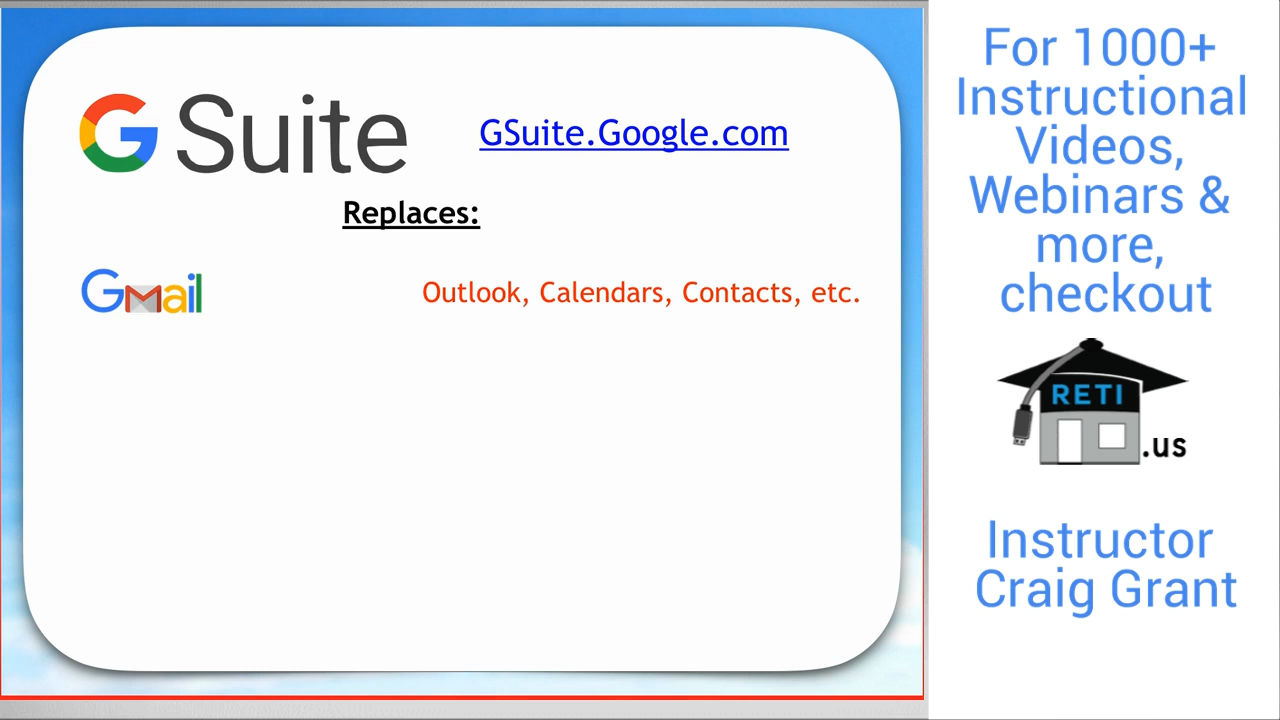 G Suite
GSuite.Google.com
Replaces:
Gmail
Outlook, Calendars, Contacts, etc.
For 1000+
Instructional
Videos,
Webinars &
more,
checkout
RETI
.us
Instructor
Craig Grant